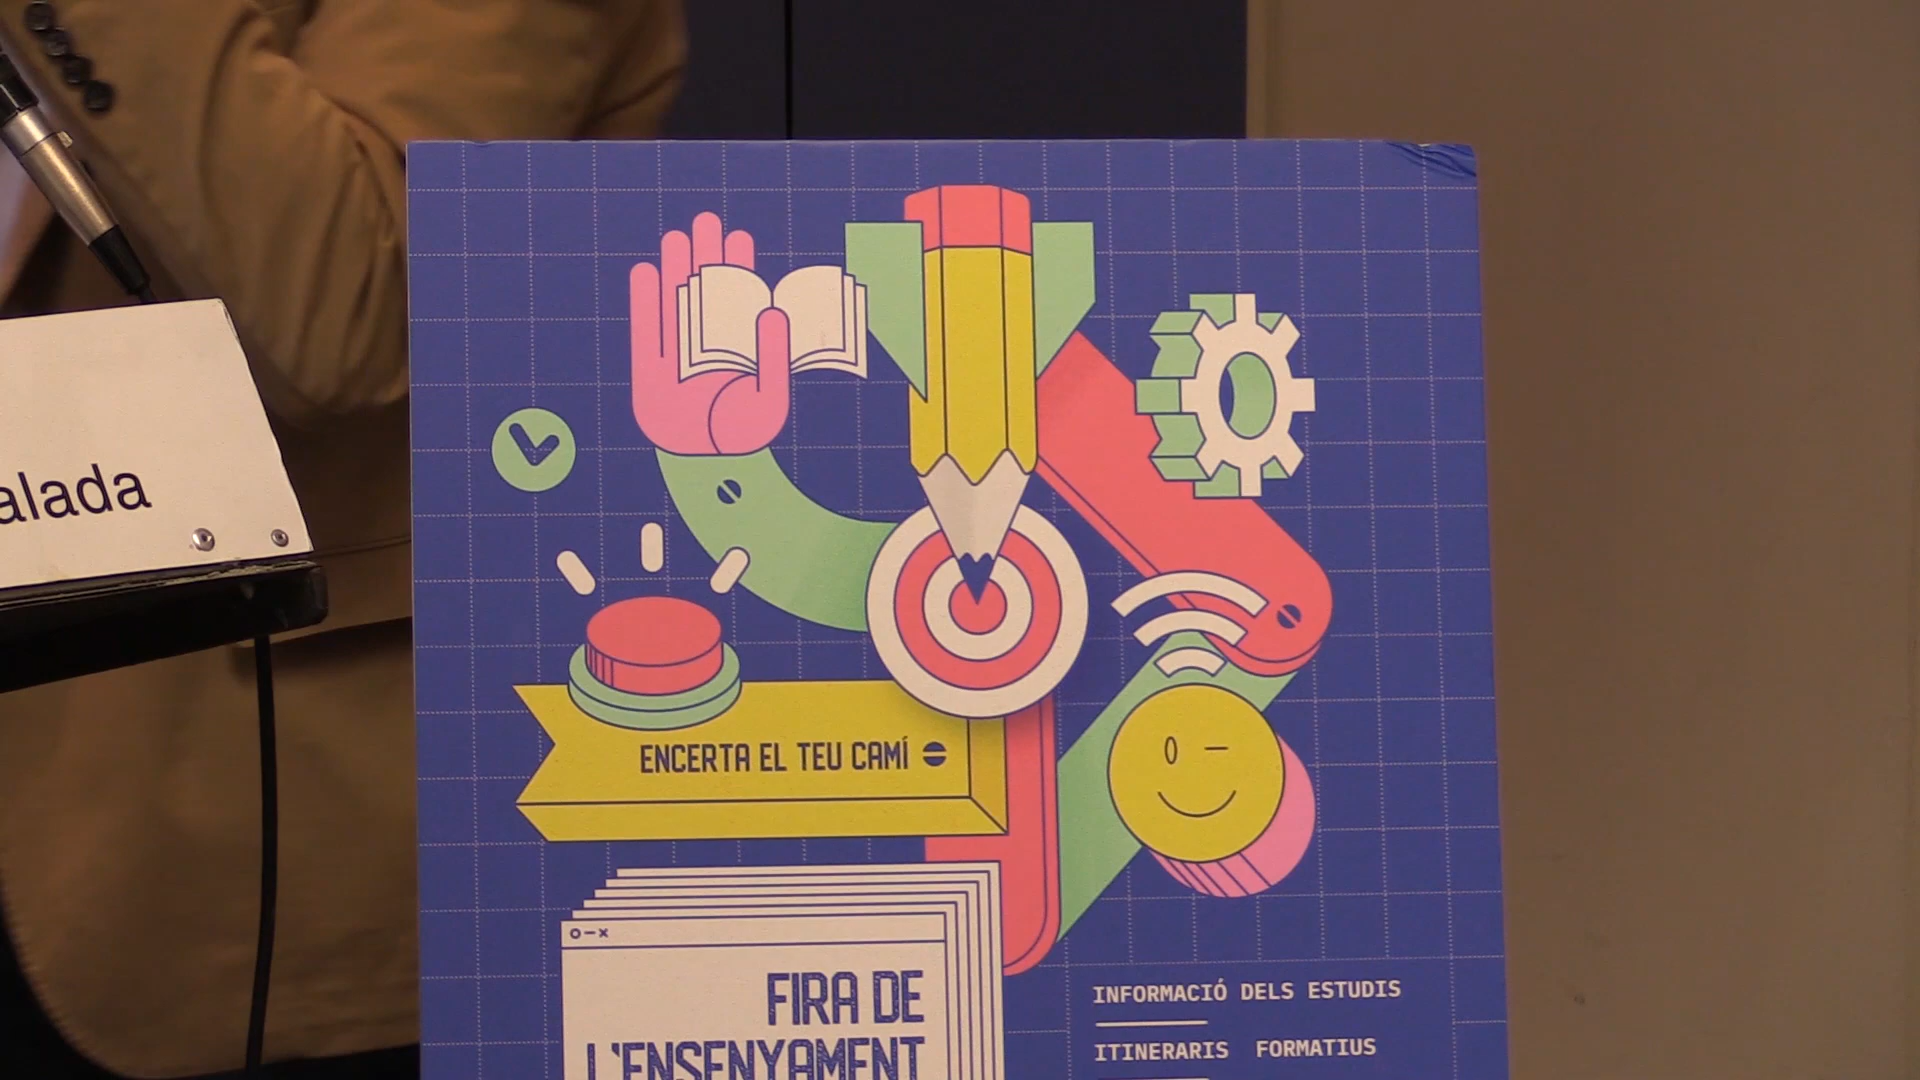 alada
ENCERTA EL TEU CAMÍ
FIRA DE
L'ENSENYAMENT
INFORMACIÓ DELS ESTUDIS
ITINERARIS FORMATIUS